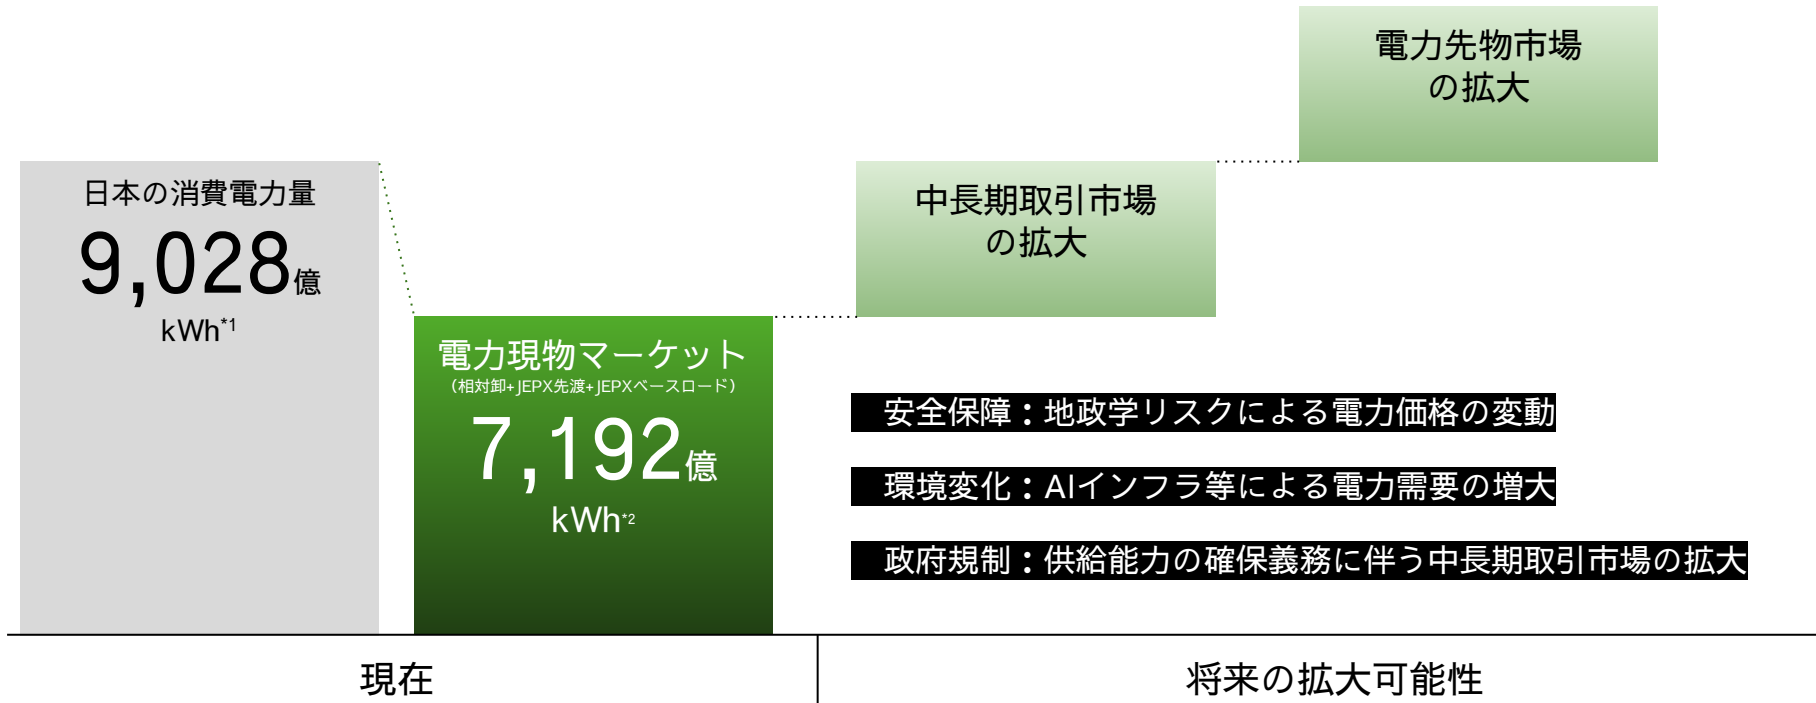 日本の消費電力量
9,028億
kWh*1
電力現物マーケット
（相対卸+JEPX先渡+JEPXベースロード）
7,192億
kWh*2
中長期取引市場
の拡大
電力先物市場
の拡大
安全保障：地政学リスクによる電力価格の変動
環境変化：AIインフラ等による電力需要の増大
政府規制：供給能力の確保義務に伴う中長期取引市場の拡大
現在
将来の拡大可能性